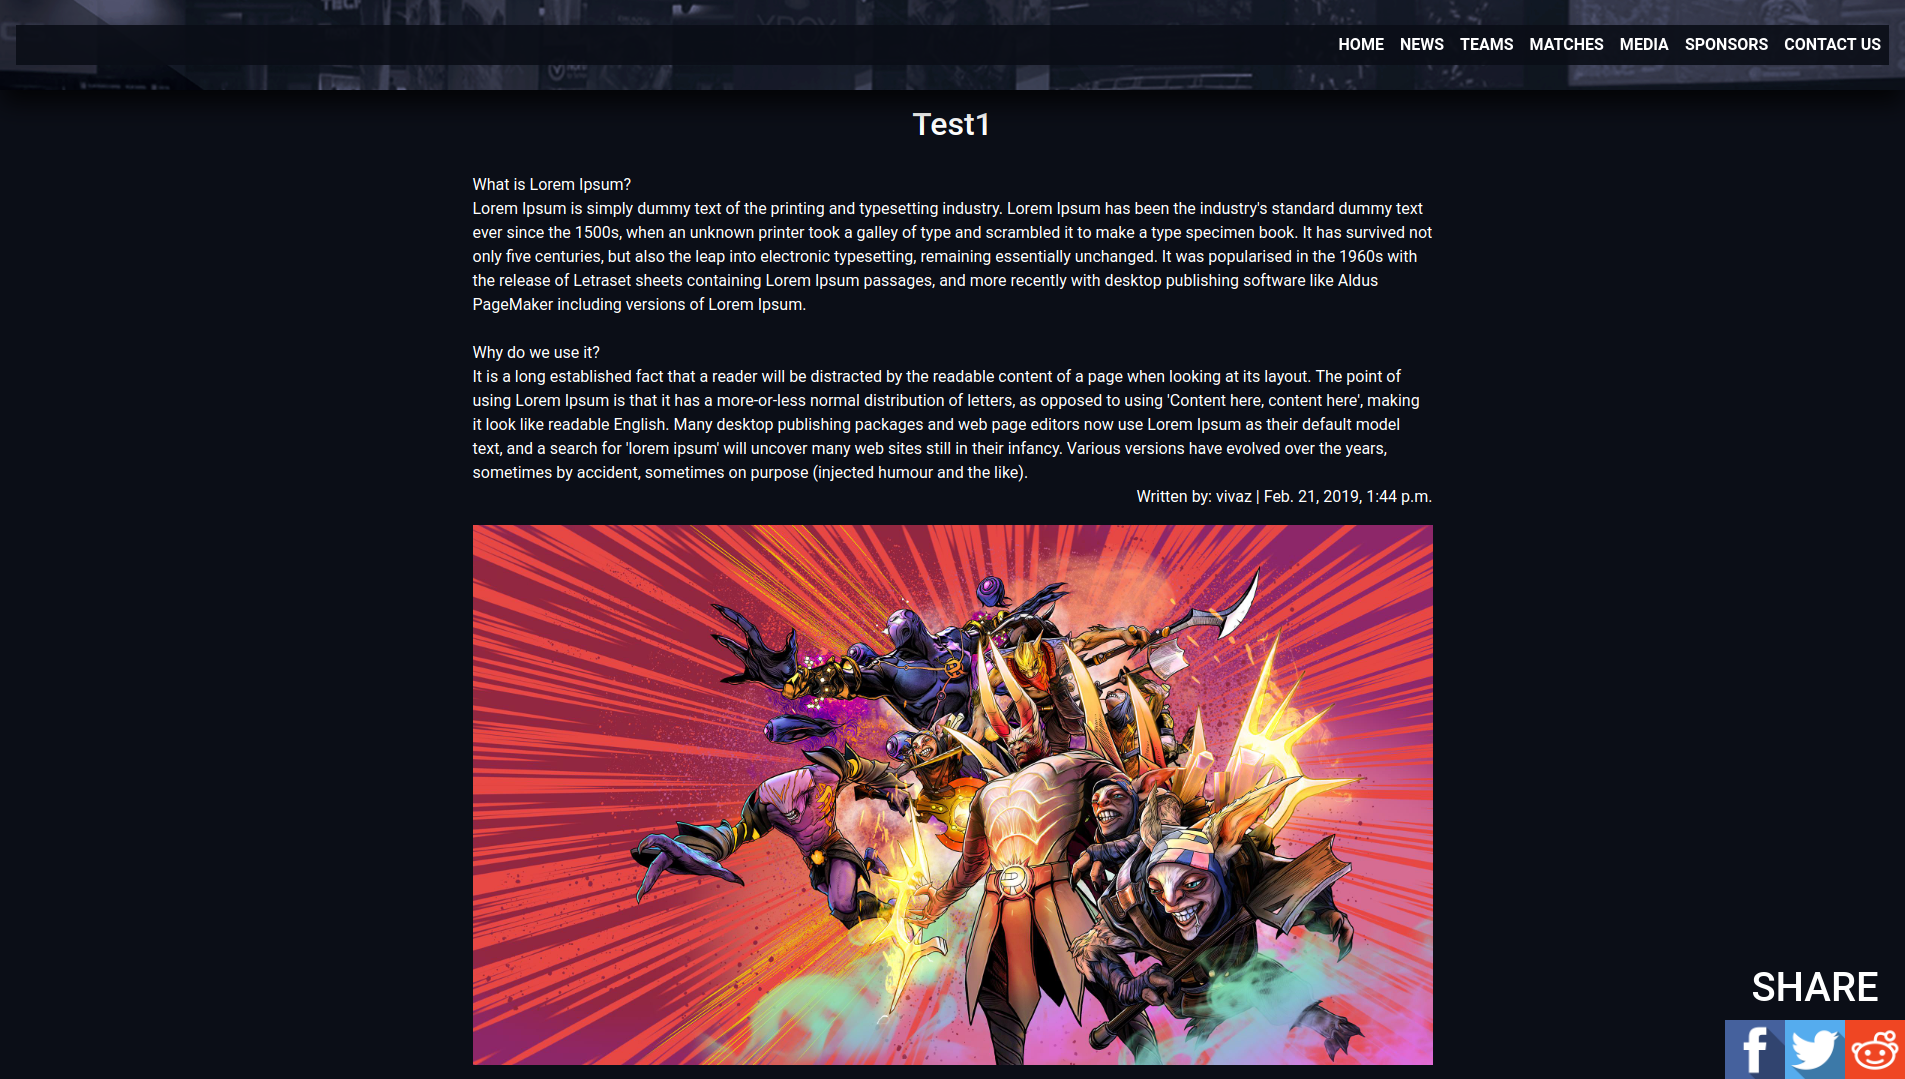 HOME NEWS TEAMS MATCHES MEDIA SPONSORS CONTACT US
Test1
What is Lorem Ipsum?
Lorem Ipsum is simply dummy text of the printing and typesetting industry. Lorem Ipsum has been the industry's standard dummy text
ever since the 1500s, when an unknown printer took a galley of type and scrambled it to make a type specimen book. It has survived not
only five centuries, but also the leap into electronic typesetting, remaining essentially unchanged. It was popularised in the 1960s with
the release of Letraset sheets containing Lorem Ipsum passages, and more recently with desktop publishing software like Aldus
PageMaker including versions of Lorem Ipsum.
Why do we use it?
It is a long established fact that a reader will be distracted by the readable content of a page when looking at its layout. The point of
using Lorem Ipsum is that it has a more-or-less normal distribution of letters, as opposed to using 'Content here, content here', making
it look like readable English. Many desktop publishing packages and web page editors now use Lorem Ipsum as their default model
text, and a search for 'lorem ipsum' will uncover many web sites still in their infancy. Various versions have evolved over the years,
sometimes by accident, sometimes on purpose (injected humour and the like).
Written by: vivaz | Feb. 21, 2019, 1:44 p.m.
SHARE